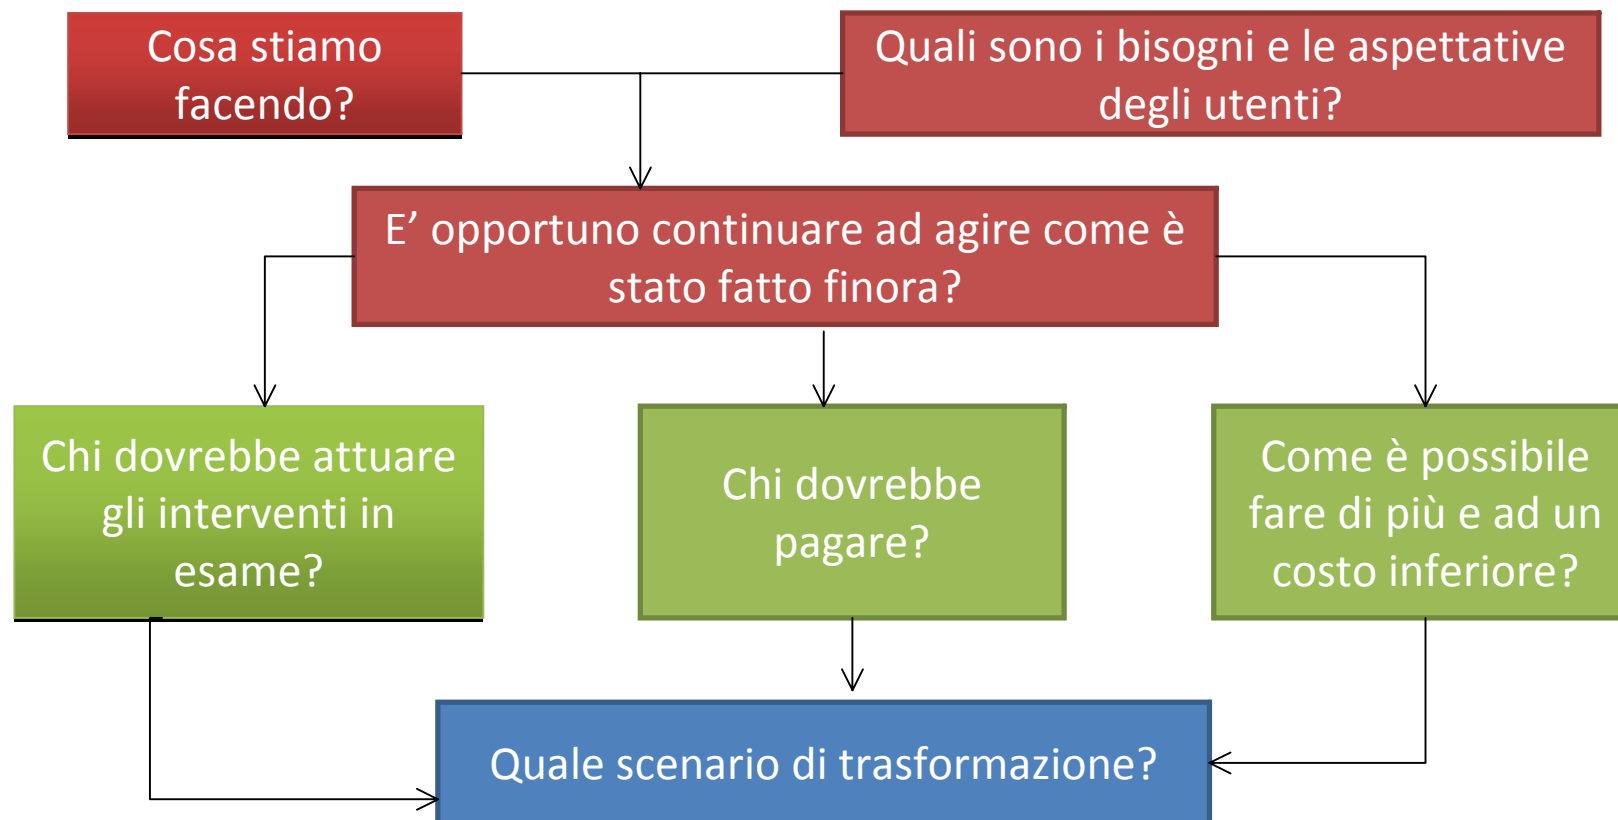 Cosa stiamo
facendo?
Quali sono i bisogni e le aspettative
degli utenti?
E’ opportuno continuare ad agire come è
stato fatto finora?
Chi dovrebbe attuare
gli interventi in
esame?
Chi dovrebbe
pagare?
Come è possibile
fare di più e ad un
costo inferiore?
Quale scenario di trasformazione?